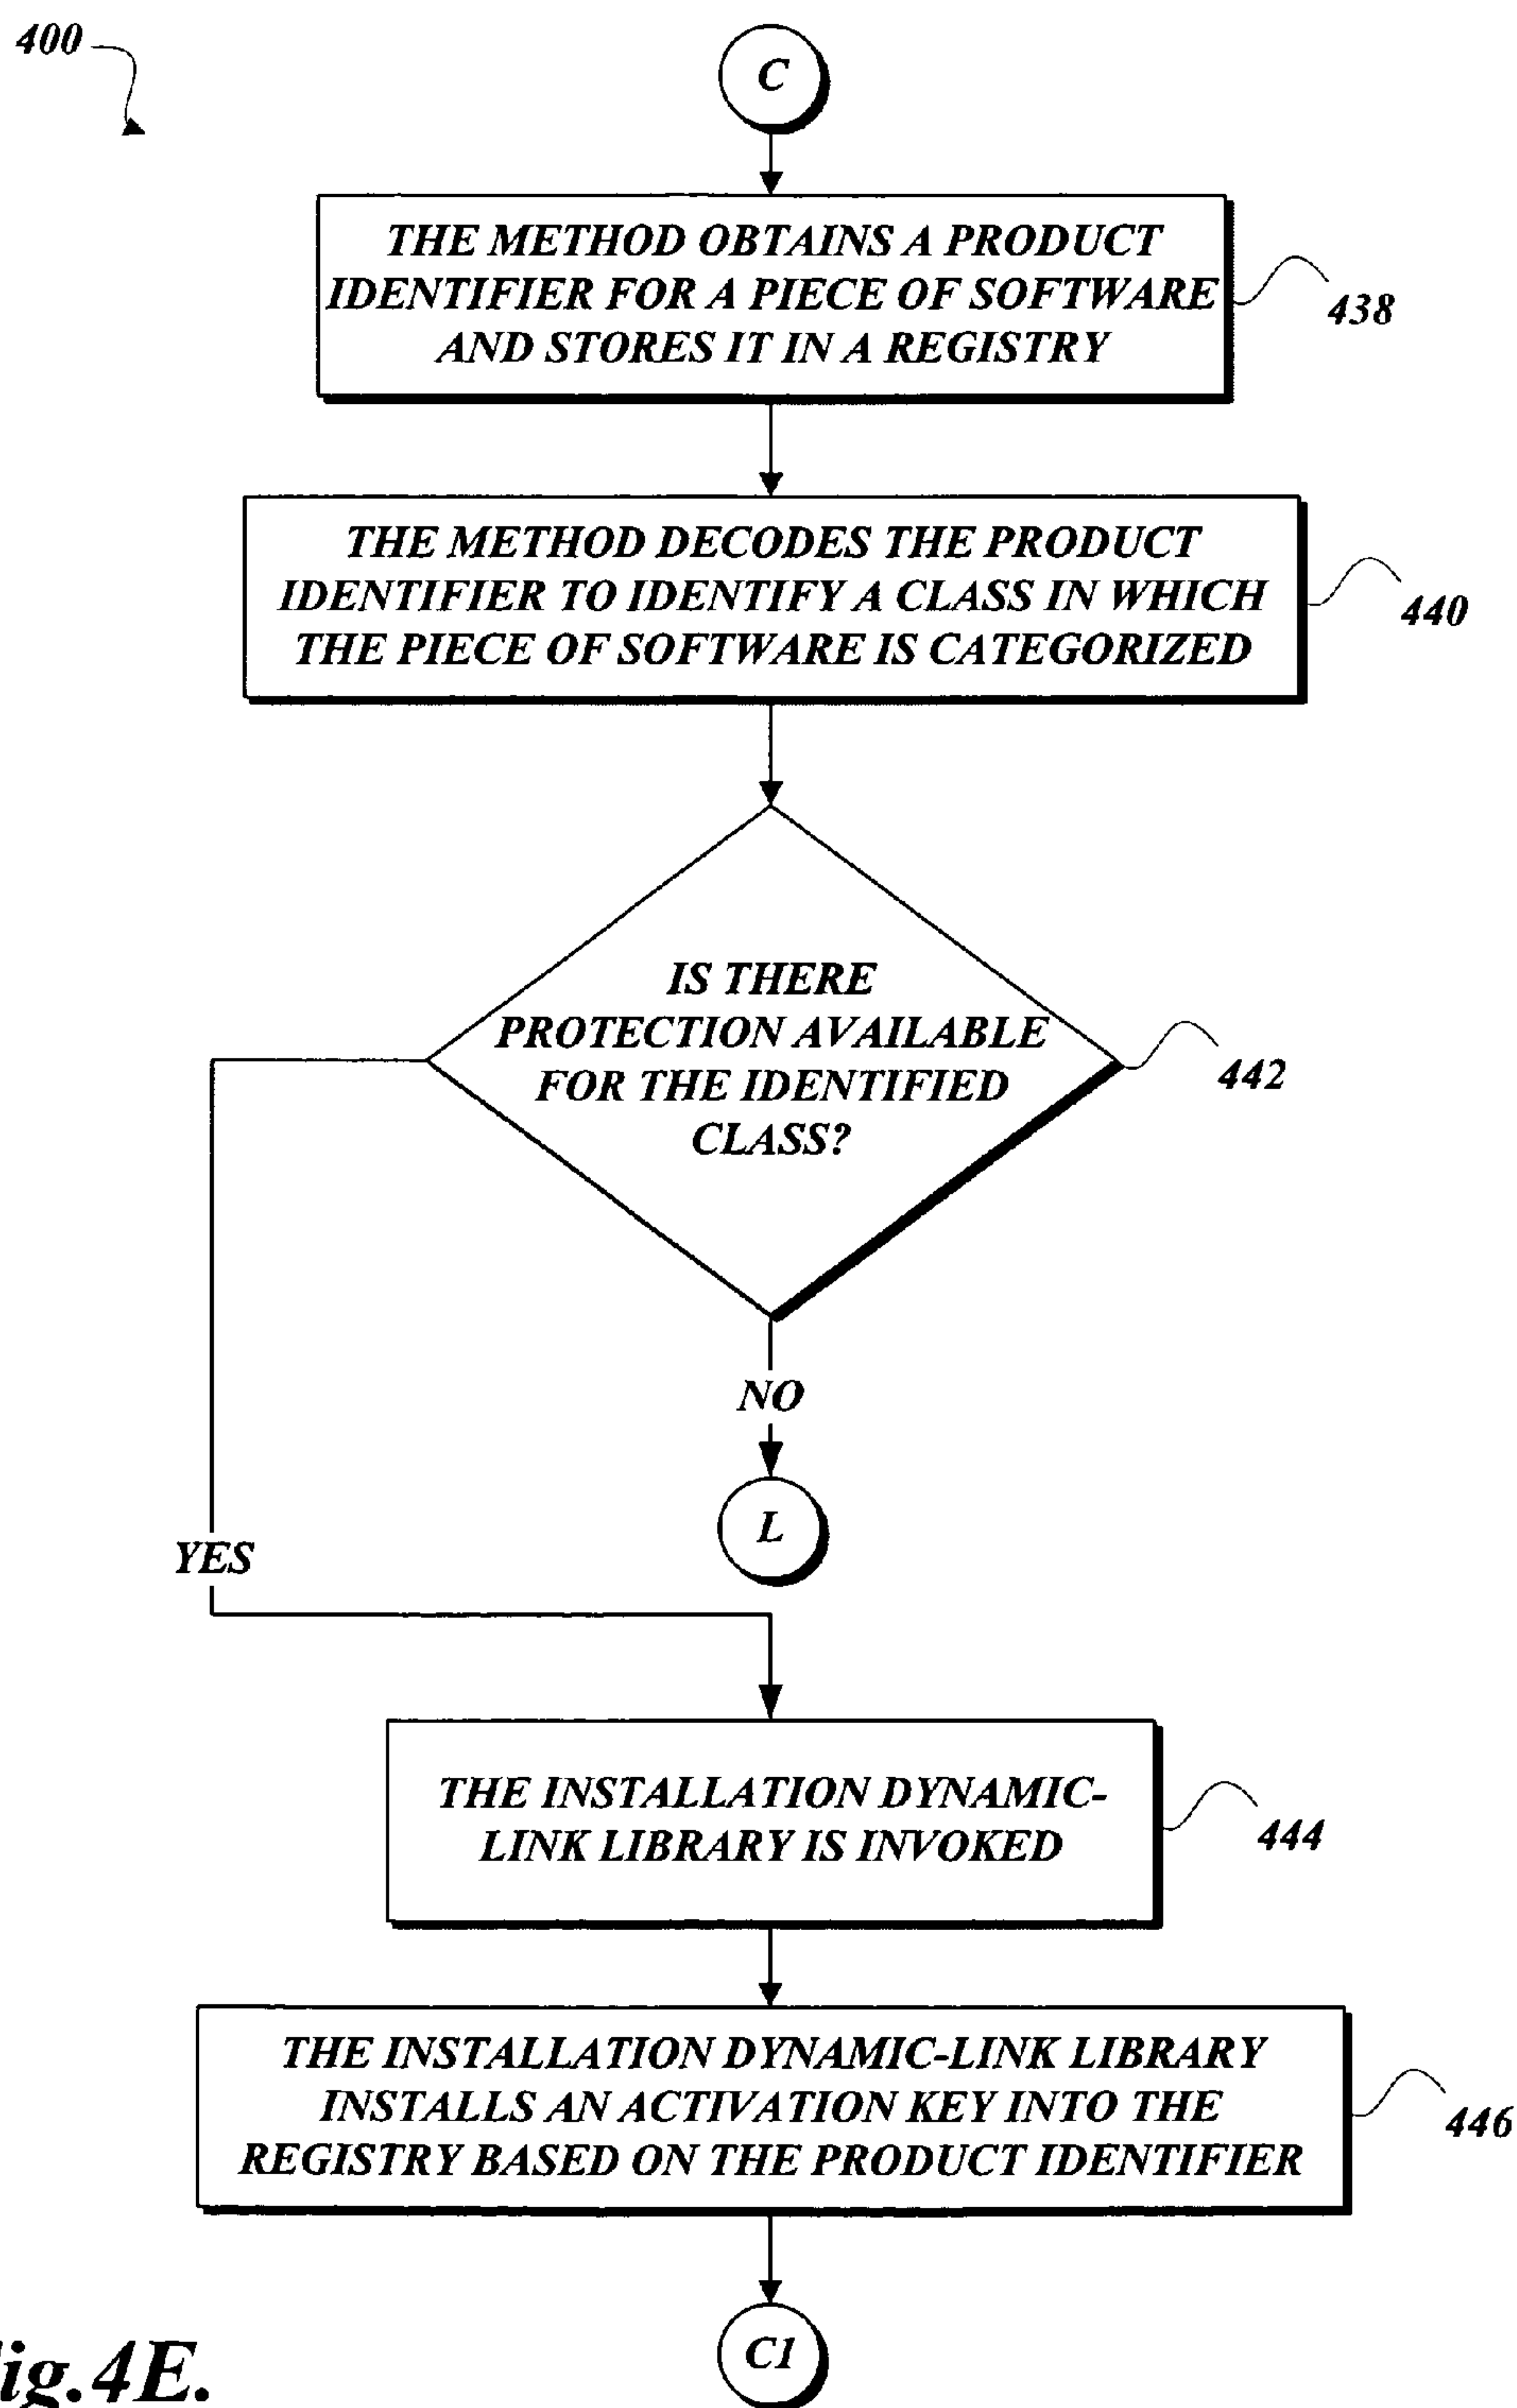 400
C
THE METHOD OBTAINS A PRODUCT
IDENTIFIER FOR A PIECE OF SOFTWARE
AND STORES IT IN A REGISTRY
438
THE METHOD DECODES THE PRODUCT
IDENTIFIER TO IDENTIFY A CLASS IN WHICH
THE PIECE OF SOFTWARE IS CATEGORIZED
440
IS THERE
PROTECTION AVAILABLE
FOR THE IDENTIFIED
CLASS?
442
NO
L
YES
THE INSTALLATION DYNAMIC-
LINK LIBRARY IS INVOKED
444
THE INSTALLATION DYNAMIC-LINK LIBRARY
INSTALLS AN ACTIVATION KEY INTO THE
REGISTRY BASED ON THE PRODUCT IDENTIFIER
446
C1
ig.4E.